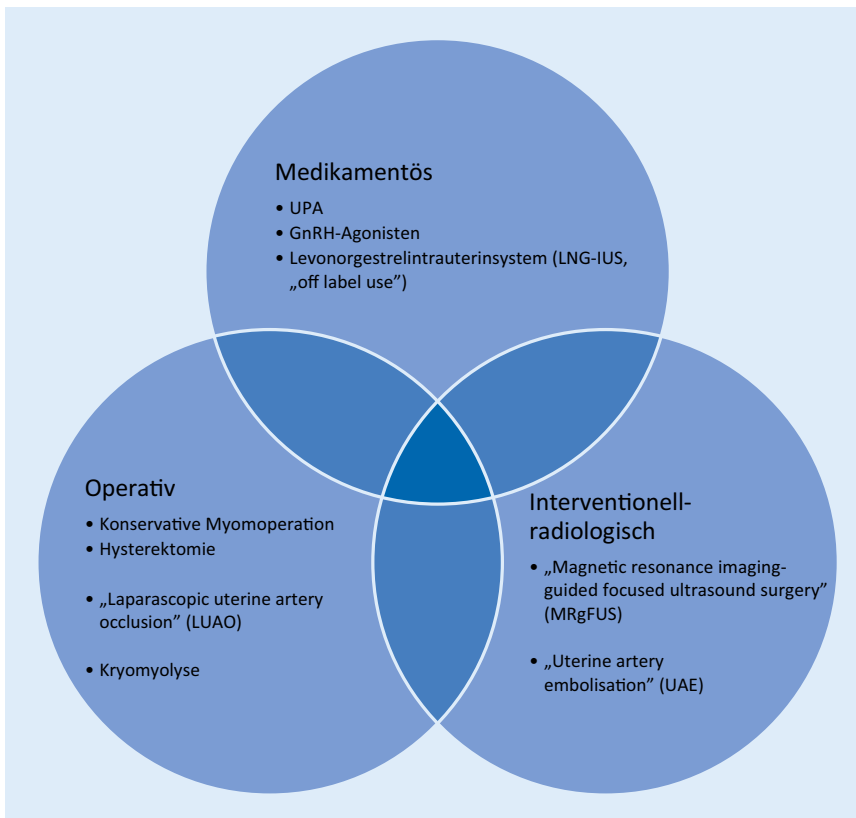 Medikamentös
• UPA
• GnRH-Agonisten
• Levonorgestrelintrauterinsystem (LNG-IUS,
„off label use”)
Operativ
• Konservative Myomoperation
• Hysterektomie
• „Laparascopic uterine artery
occlusion” (LUAO)
• Kryomyolyse
Interventionell-
radiologisch
• „Magnetic resonance imaging-
guided focused ultrasound surgery”
(MRgFUS)
• „Uterine artery
embolisation” (UAE)